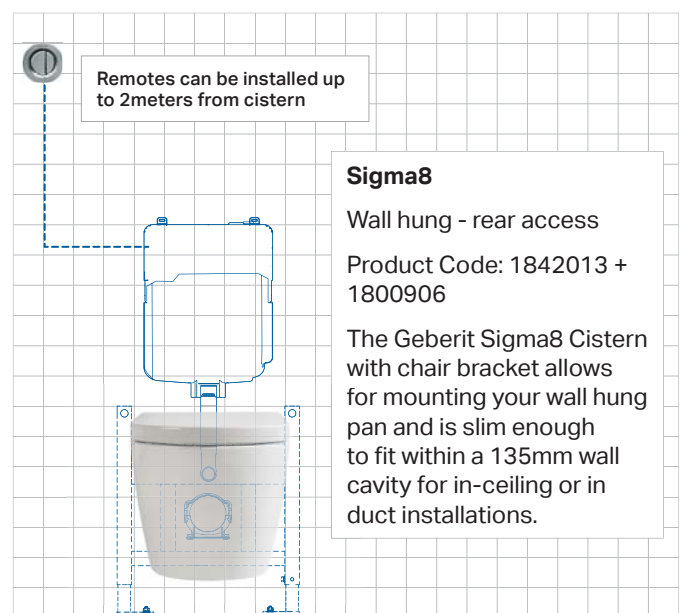 Remotes can be installed up
to 2meters from cistern
Sigma8
Wall hung - rear access
Product Code: 1842013 +
1800906
The Geberit Sigma8 Cistern
with chair bracket allows
for mounting your wall hung
pan and is slim enough
to fit within a 135mm wall
cavity for in-ceiling or in
duct installations.